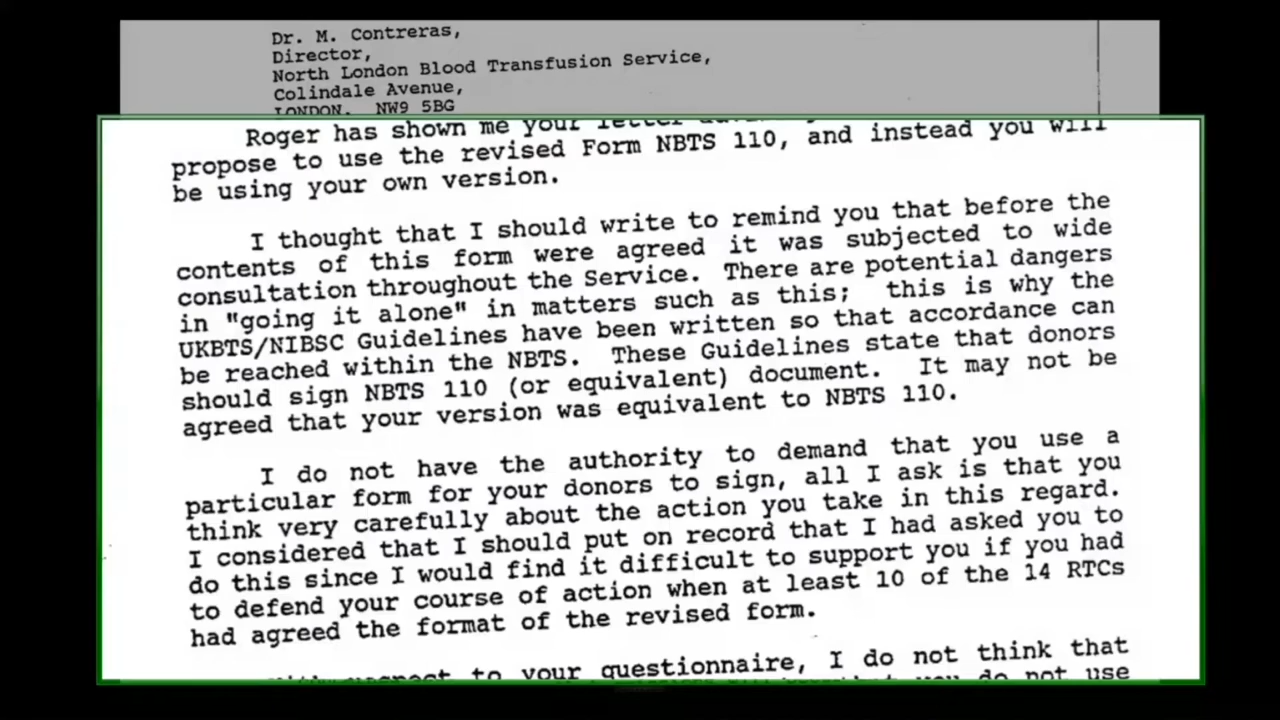 Dr. M. Contreras,
Director,
North London Blood Transfusion Service,
Colindale Avenue,
LONDON. NW9 5BG
Roger has shown me your letter
propose to use the revised Form NBTS 110, and instead you will
be using your own version.
I thought that I should write to remind you that before the
contents of this form were agreed it was subjected to wide
consultation throughout the Service. There are potential dangers
in "going it alone" in matters such as this; this is why the
UKBTS/NIBSC Guidelines have been written so that accordance can
be reached within the NBTS. These Guidelines state that donors
should sign NBTS 110 (or equivalent) document. It may not be
agreed that your version was equivalent to NBTS 110.
I do not have the authority to demand that you use a
particular form for your donors to sign, all I ask is that you
think very carefully about the action you take in this regard.
I considered that I should put on record that I had asked you to
do this since I would find it difficult to support you if you had
to defend your course of action when at least 10 of the 14 RTCs
had agreed the format of the revised form.
respect to your questionnaire, I do not think that
you do not use